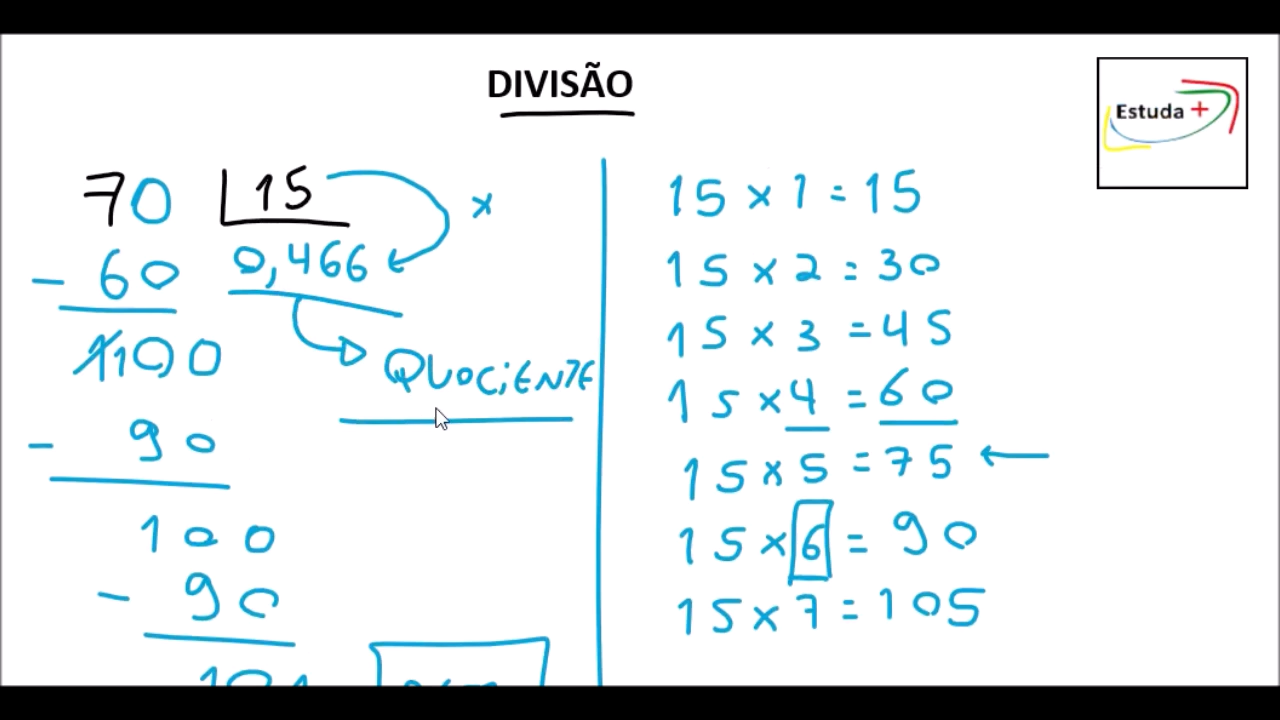 DIVISÃO
Estuda +
70 15
- 60 0,466
100
QUOCiENTE
- 90
100
- 90
15 x 1 = 15
15 x 2 = 30
15 x 3 = 45
15 x 4 = 60
15 x 5 = 75
15 x 6 = 90
15 x 7 = 105
x